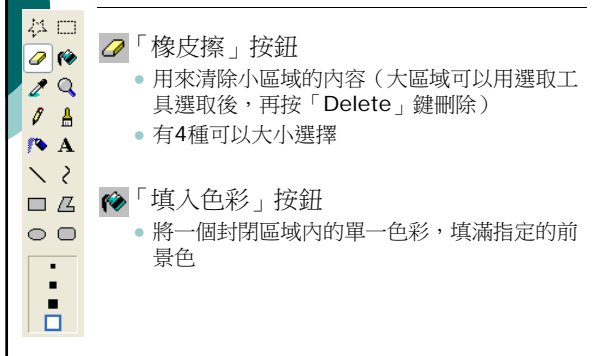 「橡皮擦」按鈕
用來清除小區域的內容（大區域可以用選取工
具選取後，再按「Delete」鍵刪除）
有4種可以大小選擇
「填入色彩」按鈕
將一個封閉區域內的單一色彩，填滿指定的前
景色
A